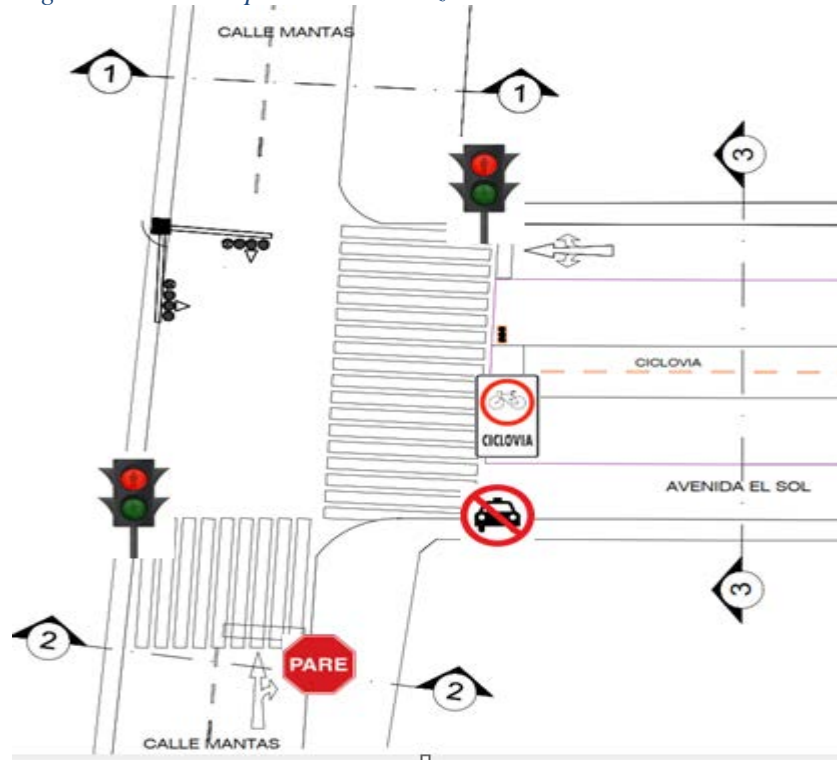 CALLE MANTAS
1
1
3
CICLOVIA
CICLOVIA
AVENIDA EL SOL
3
2
PARE
2
CALLE MANTAS